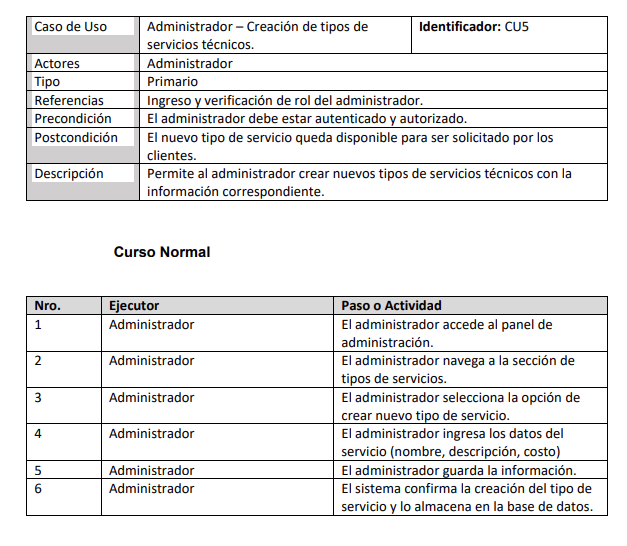 Caso de Uso Administrador – Creación de tipos de servicios técnicos. Identificador: CU5
Actores Administrador
Tipo Primario
Referencias Ingreso y verificación de rol del administrador.
Precondición El administrador debe estar autenticado y autorizado.
Postcondición El nuevo tipo de servicio queda disponible para ser solicitado por los
clientes.
Descripción Permite al administrador crear nuevos tipos de servicios técnicos con la
información correspondiente.
Curso Normal
Nro. Ejecutor Paso o Actividad
1 Administrador El administrador accede al panel de
administración.
2 Administrador El administrador navega a la sección de
tipos de servicios.
3 Administrador El administrador selecciona la opción de
crear nuevo tipo de servicio.
4 Administrador El administrador ingresa los datos del
servicio (nombre, descripción, costo)
5 Administrador El administrador guarda la información.
6 Administrador El sistema confirma la creación del tipo de
servicio y lo almacena en la base de datos.